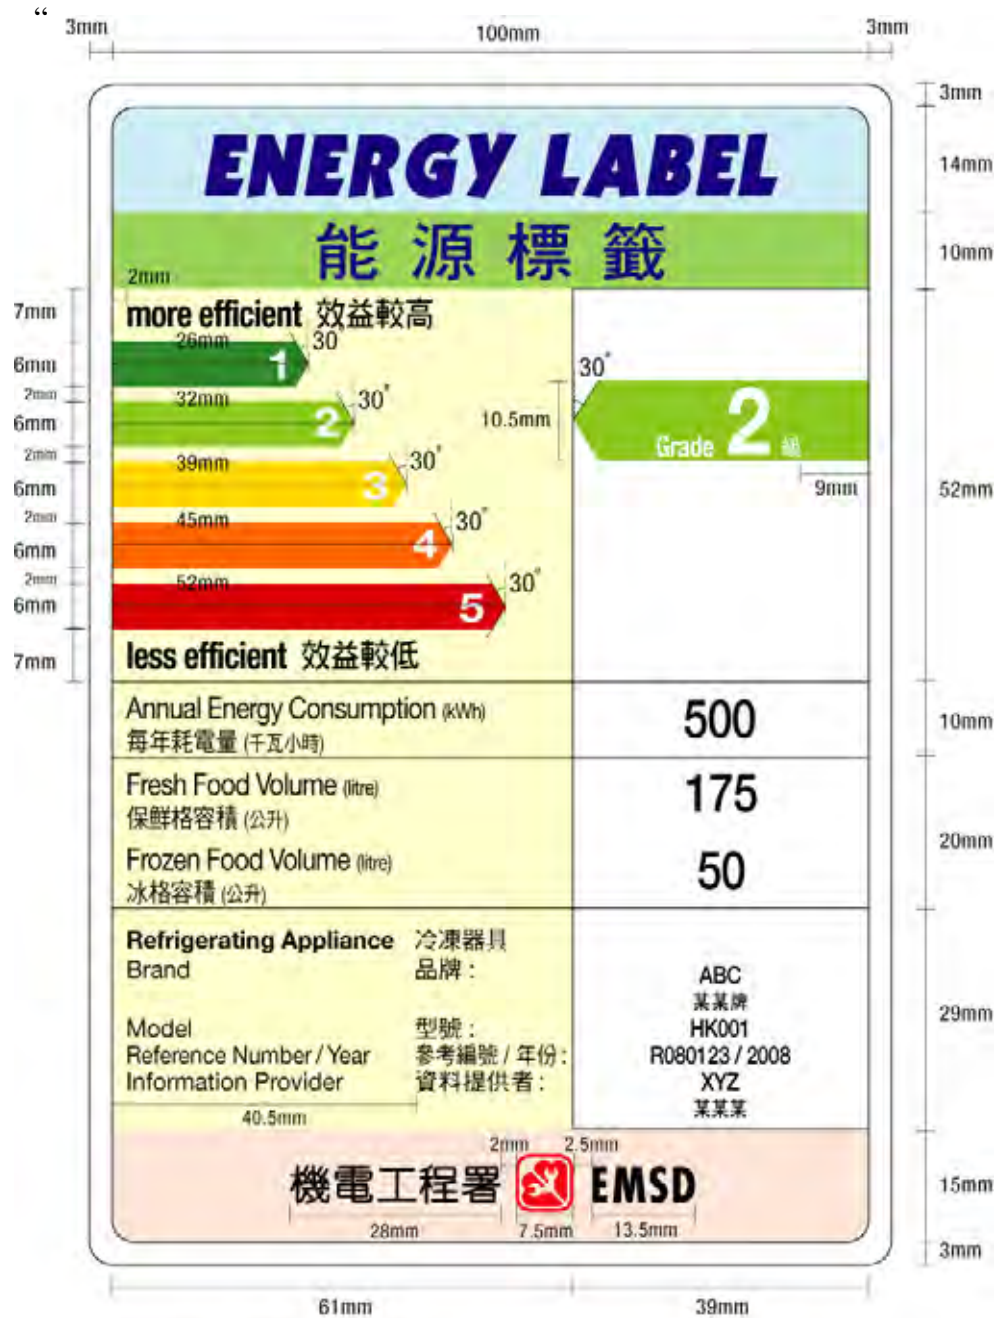 “
3mm 100mm 3mm
3mm
ENERGY LABEL
14mm
能源標籤
10mm
2mm
7mm
more efficient 效益較高
26mm 30°
6mm
1
30°
2mm
32mm 30°
6mm
2
10.5mm
Grade 2 級
2mm
39mm 30°
6mm
3
9mm
52mm
2mm
45mm 30°
6mm
4
2mm
52mm 30°
6mm
5
7mm
less efficient 效益較低
Annual Energy Consumption (kWh)
500
10mm
每年耗電量 (千瓦小時)
Fresh Food Volume (litre)
175
保鮮格容積 (公升)
20mm
Frozen Food Volume (litre)
50
冰格容積 (公升)
Refrigerating Appliance 冷凍器具
Brand 品牌 : ABC
某某牌
29mm
Model 型號 : HK001
Reference Number / Year 參考編號 / 年份 : R080123 / 2008
Information Provider 資料提供者 : XYZ
某某某
40.5mm
2mm 2.5mm
機電工程署 EMSD
15mm
28mm 7.5mm 13.5mm
3mm
61mm 39mm